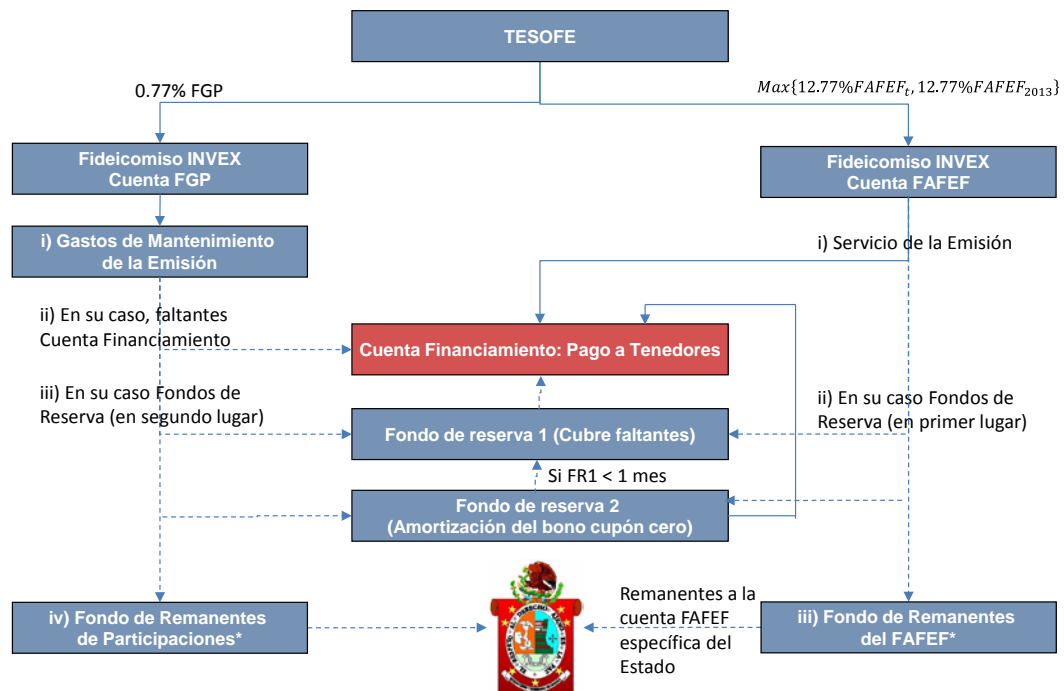 TESOFE
0.77% FGP
Max{12.77%FAFEFₜ, 12.77%FAFEF₂₀₁₃}
Fideicomiso INVEX
Cuenta FGP
Fideicomiso INVEX
Cuenta FAFEF
i) Gastos de Mantenimiento
de la Emisión
i) Servicio de la Emisión
ii) En su caso, faltantes
Cuenta Financiamiento
Cuenta Financiamiento: Pago a Tenedores
iii) En su caso Fondos de
Reserva (en segundo lugar)
ii) En su caso Fondos de
Reserva (en primer lugar)
Fondo de reserva 1 (Cubre faltantes)
Si FR1 < 1 mes
Fondo de reserva 2
(Amortización del bono cupón cero)
iv) Fondo de Remanentes
de Participaciones*
Remanentes a la
cuenta FAFEF
específica del
Estado
iii) Fondo de Remanentes
del FAFEF*